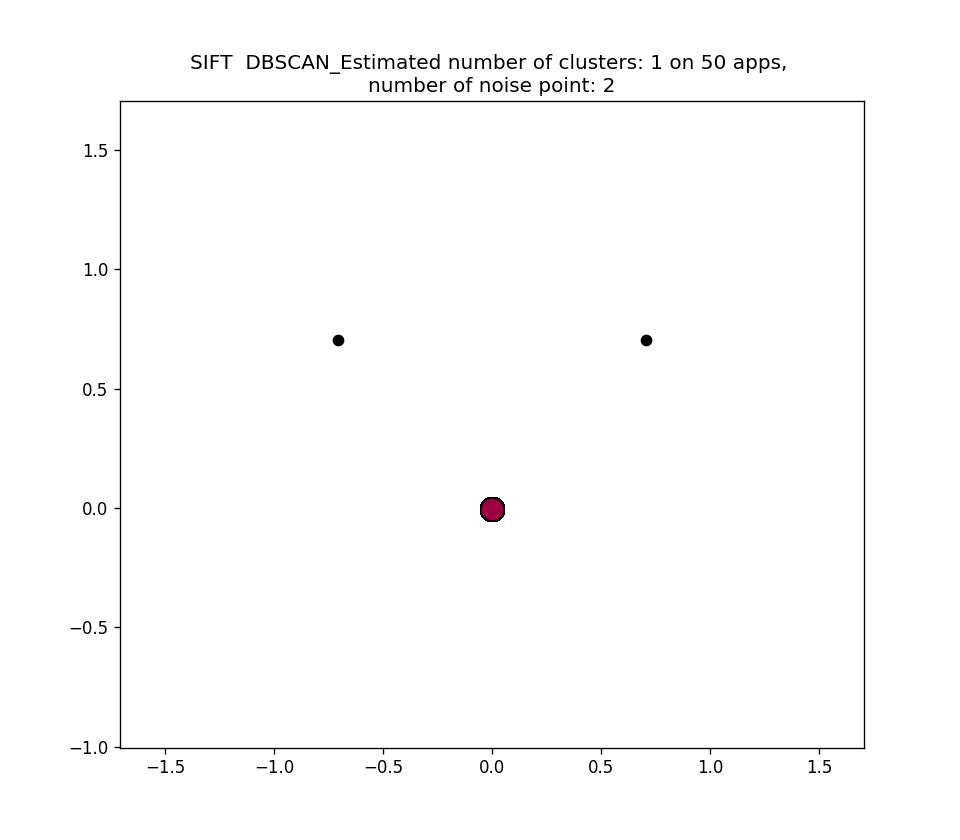 SIFT  DBSCAN_Estimated number of clusters: 1 on 50 apps,
number of noise point: 2
1.5
1.0
0.5
0.0
−0.5
−1.0
−1.5 −1.0 −0.5 0.0 0.5 1.0 1.5